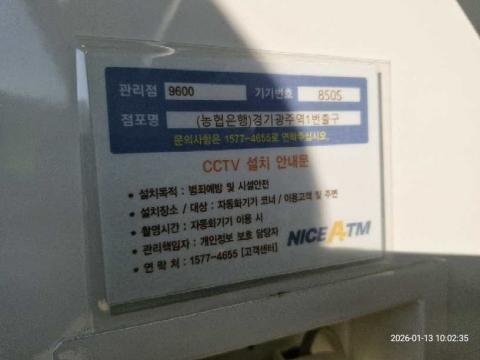 관리점 9600 기기번호 8505
점포명 (농협은행)경기광주역1번출구
문의사항은 1577-4655로 연락주십시오.
CCTV 설치 안내문
• 설치목적 : 범죄예방 및 시설안전
• 설치장소 / 대상 : 자동화기기 코너 / 이용고객 및 주변
• 촬영시간 : 자동화기기 이용 시
• 관리책임자 : 개인정보 보호 담당자
• 연 락 처 : 1577-4655 [고객센터]
NICE ATM
2026-01-13 10:02:35